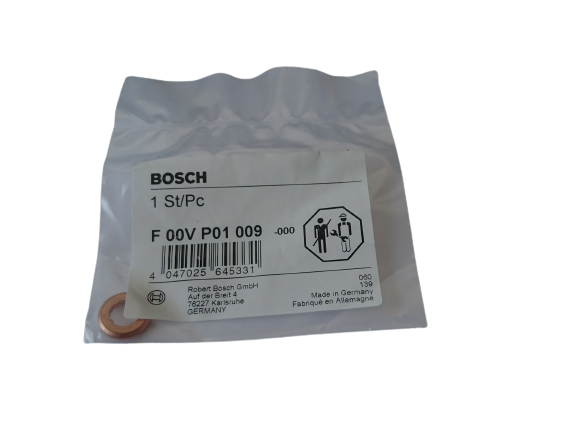 BOSCH
1 St/Pc
F 00V P01 009 -000
4 047025 645331
Robert Bosch GmbH
Auf der Breit 4
76227 Karlsruhe
GERMANY
060
139
Made in Germany
Fabriqué en Allemagne